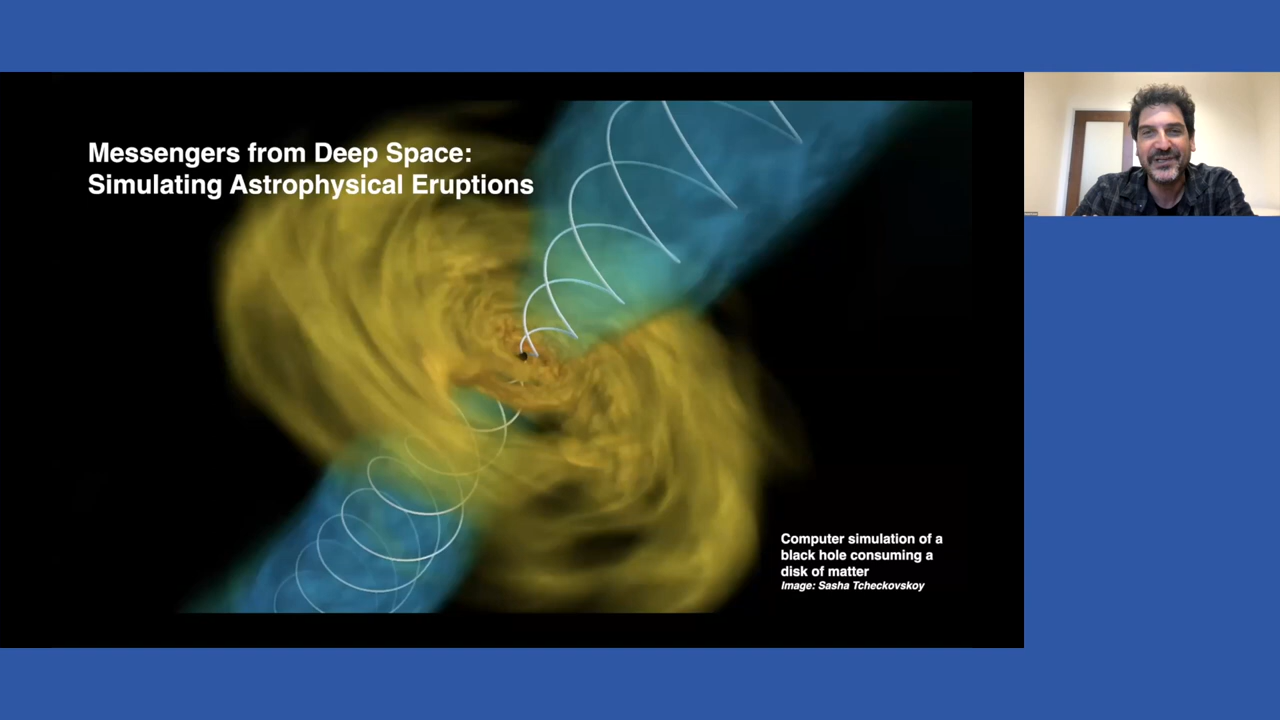 Messengers from Deep Space:
Simulating Astrophysical Eruptions
Computer simulation of a
black hole consuming a
disk of matter
Image: Sasha Tcheckovskoy